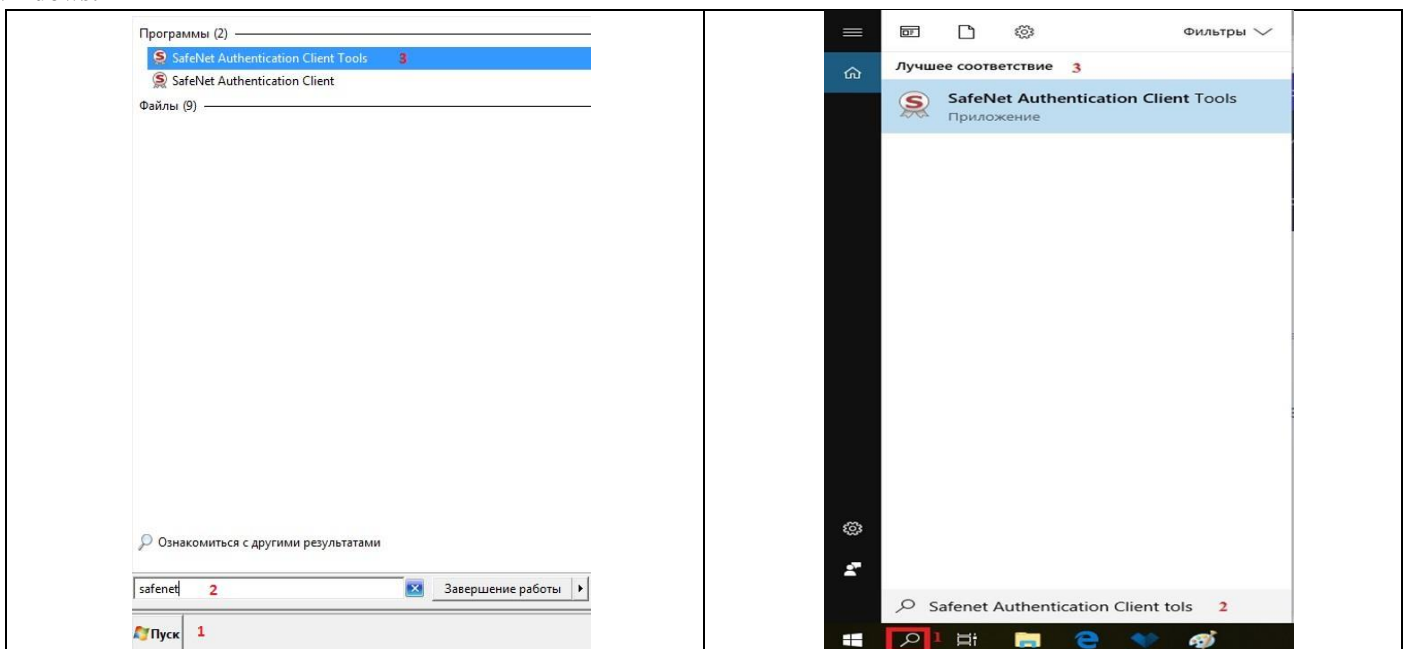 Программы (2)
SafeNet Authentication Client Tools 3
SafeNet Authentication Client
Файлы (9)
Ознакомиться с другими результатами
safenet 2
Завершение работы
Пуск 1
Фильтры
Лучшее соответствие 3
SafeNet Authentication Client Tools
Приложение
Safenet Authentication Client tols 2
1